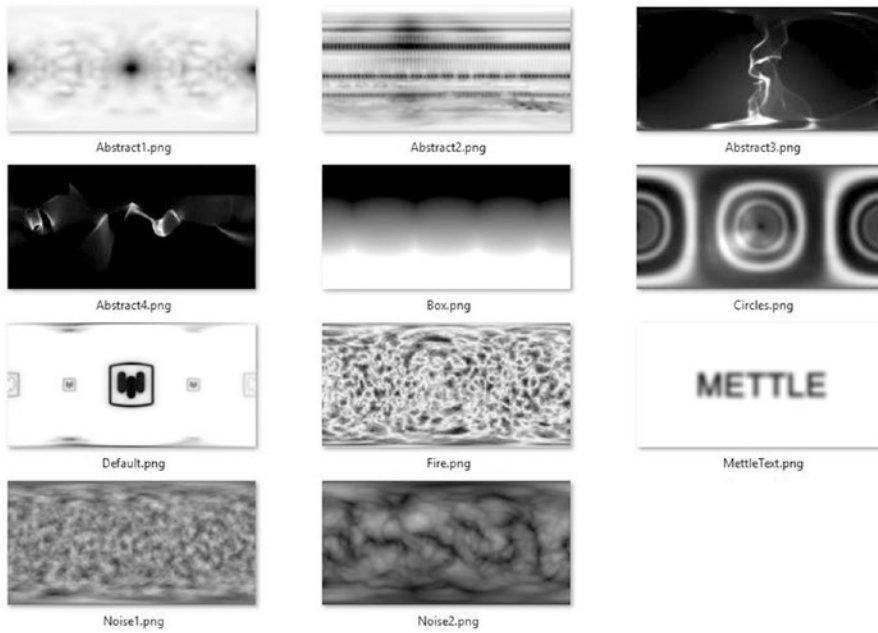 Abstract1.png
Abstract2.png
Abstract3.png
Abstract4.png
Box.png
Circles.png
METTLE
Default.png
Fire.png
MettleText.png
Noise1.png
Noise2.png